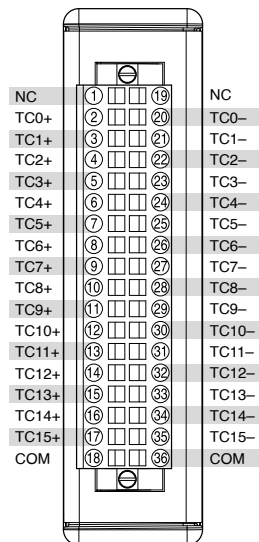 NC 1 19 NC
TC0+ 2 20 TC0–
TC1+ 3 21 TC1–
TC2+ 4 22 TC2–
TC3+ 5 23 TC3–
TC4+ 6 24 TC4–
TC5+ 7 25 TC5–
TC6+ 8 26 TC6–
TC7+ 9 27 TC7–
TC8+ 10 28 TC8–
TC9+ 11 29 TC9–
TC10+ 12 30 TC10–
TC11+ 13 31 TC11–
TC12+ 14 32 TC12–
TC13+ 15 33 TC13–
TC14+ 16 34 TC14–
TC15+ 17 35 TC15–
COM 18 36 COM